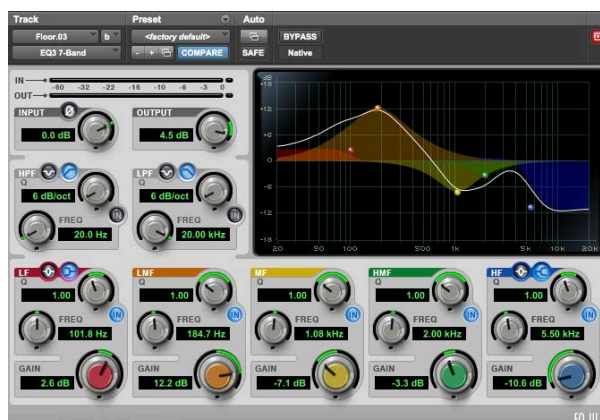 Track Preset Auto
Floor.03 b <factory default> BYPASS
EQ3 7-Band - + COMPARE SAFE Native
IN
-60 -32 -22 -16 -10 -6 -3 0
OUT
INPUT Ø OUTPUT
0.0 dB 4.5 dB
HPF LPF
Q Q
6 dB/oct 6 dB/oct
IN IN
FREQ FREQ
20.0 Hz 20.00 kHz
dB
+18
+12
+6
0
-6
-12
-18
20 50 100 500 1k 5k 10k 20k
LF LMF MF HMF HF
Q Q Q Q Q
1.00 1.00 1.00 1.00 1.00
IN IN IN IN IN
FREQ FREQ FREQ FREQ FREQ
101.8 Hz 184.7 Hz 1.08 kHz 2.00 kHz 5.50 kHz
GAIN GAIN GAIN GAIN GAIN
2.6 dB 12.2 dB -7.1 dB -3.3 dB -10.6 dB
EQ III